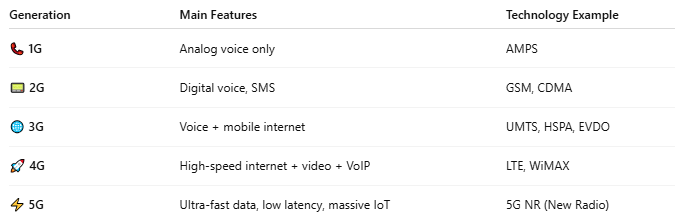 Generation Main Features Technology Example
📞 1G Analog voice only AMPS
📟 2G Digital voice, SMS GSM, CDMA
🌐 3G Voice + mobile internet UMTS, HSPA, EVDO
🚀 4G High-speed internet + video + VoIP LTE, WiMAX
⚡ 5G Ultra-fast data, low latency, massive IoT 5G NR (New Radio)